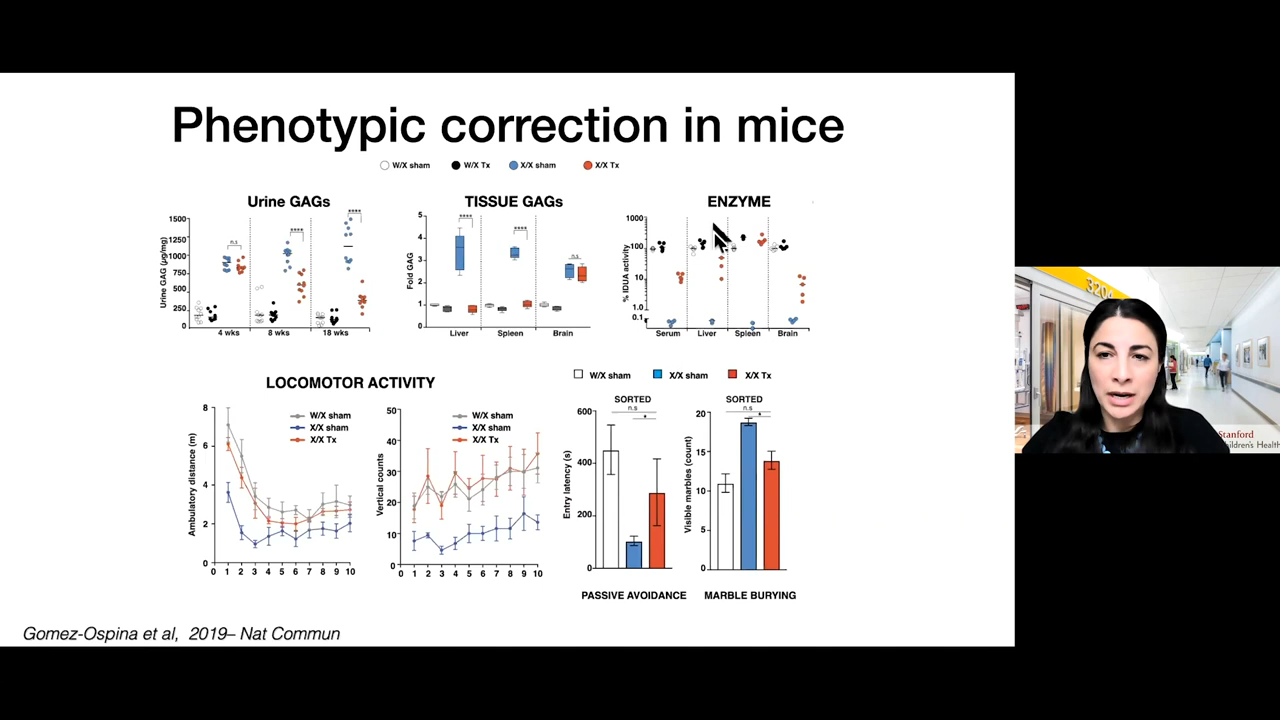 Phenotypic correction in mice
W/X sham W/X Tx X/X sham X/X Tx
Urine GAGs
Urine GAG (µg/mg)
1500
1250
1000
750
500
250
0
n.s
****
****
4 wks 8 wks 18 wks
TISSUE GAGs
Fold GAG
5
4
3
2
1
0
****
****
n.s
Liver Spleen Brain
ENZYME
% IDUA activity
1000
100
10
1.0
0.1
Serum Liver Spleen Brain
LOCOMOTOR ACTIVITY
Ambulatory distance (m)
8
6
4
2
0
W/X sham
X/X sham
X/X Tx
0 1 2 3 4 5 6 7 8 9 10
Vertical counts
50
40
30
20
10
0
W/X sham
X/X sham
X/X Tx
0 1 2 3 4 5 6 7 8 9 10
W/X sham X/X sham X/X Tx
SORTED
n.s
*
Entry latency (s)
600
400
200
0
PASSIVE AVOIDANCE
SORTED
n.s
*
Visible marbles (count)
20
15
10
5
0
MARBLE BURYING
Gomez-Ospina et al, 2019– Nat Commun
320
Stanford
Children's Health